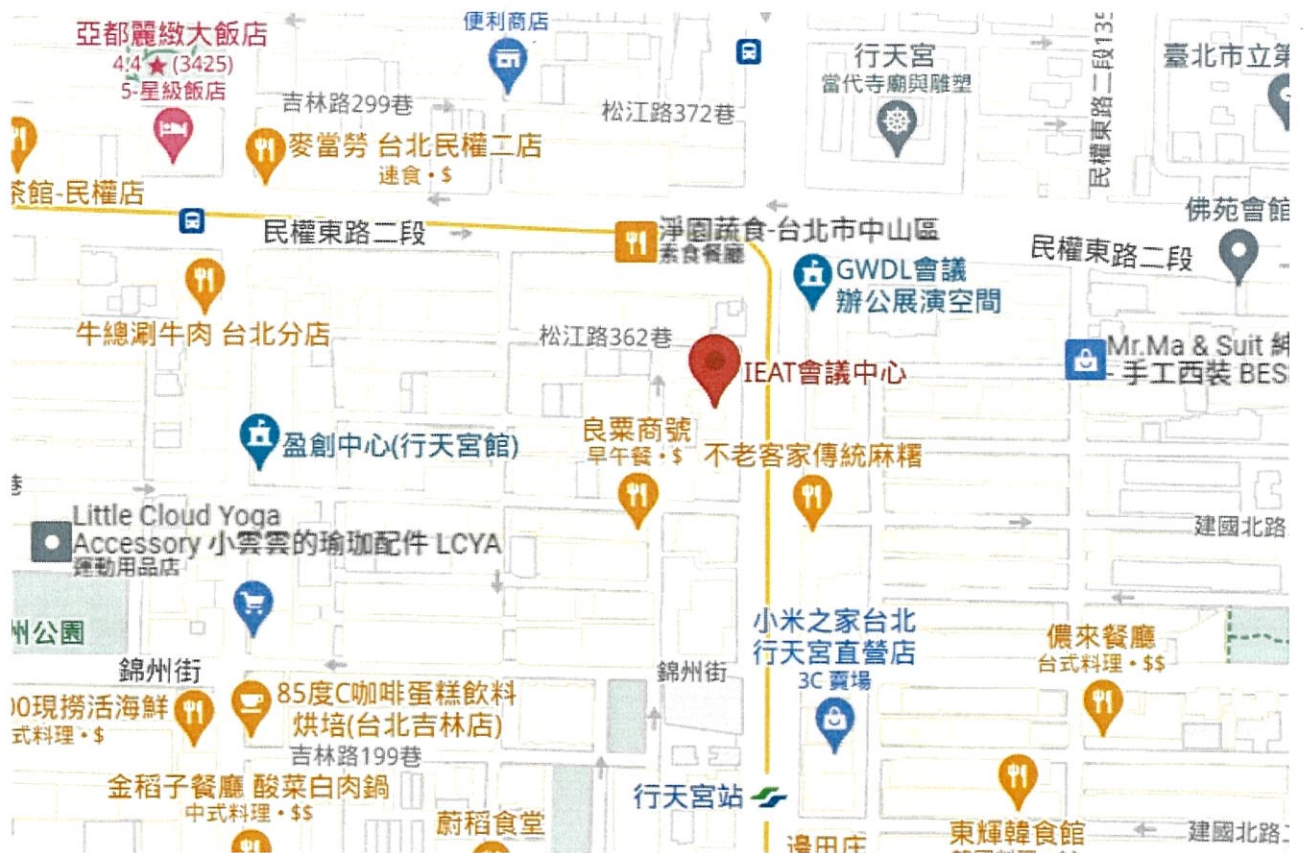 便利商店
亞都麗緻大飯店
4.4 ★ (3425)
5-星級飯店
行天宮
當代寺廟與雕塑
臺北市立第
民權東路二段135
吉林路299巷
松江路372巷
麥當勞 台北民權二店
速食・$
茶館-民權店
佛苑會館
民權東路二段
淨園蔬食-台北市中山區
素食餐廳
民權東路二段
GWDL會議
辦公展演空間
牛總涮牛肉 台北分店
松江路362巷
Mr.Ma & Suit 紳
- 手工西裝 BES
IEAT會議中心
盈創中心(行天宮館)
良粟商號
早午餐・$
不老客家傳統麻糬
巷
Little Cloud Yoga
Accessory 小雲雲的瑜珈配件 LCYA
運動用品店
建國北路
州公園
小米之家台北
行天宮直營店
3C 賣場
儂來餐廳
台式料理・$$
錦州街
錦州街
00現撈活海鮮
式料理・$
85度C咖啡蛋糕飲料
烘培(台北吉林店)
吉林路199巷
金稻子餐廳 酸菜白肉鍋
中式料理・$$
行天宮站
蔚稻食堂
邊田庄
東輝韓食館
建國北路二